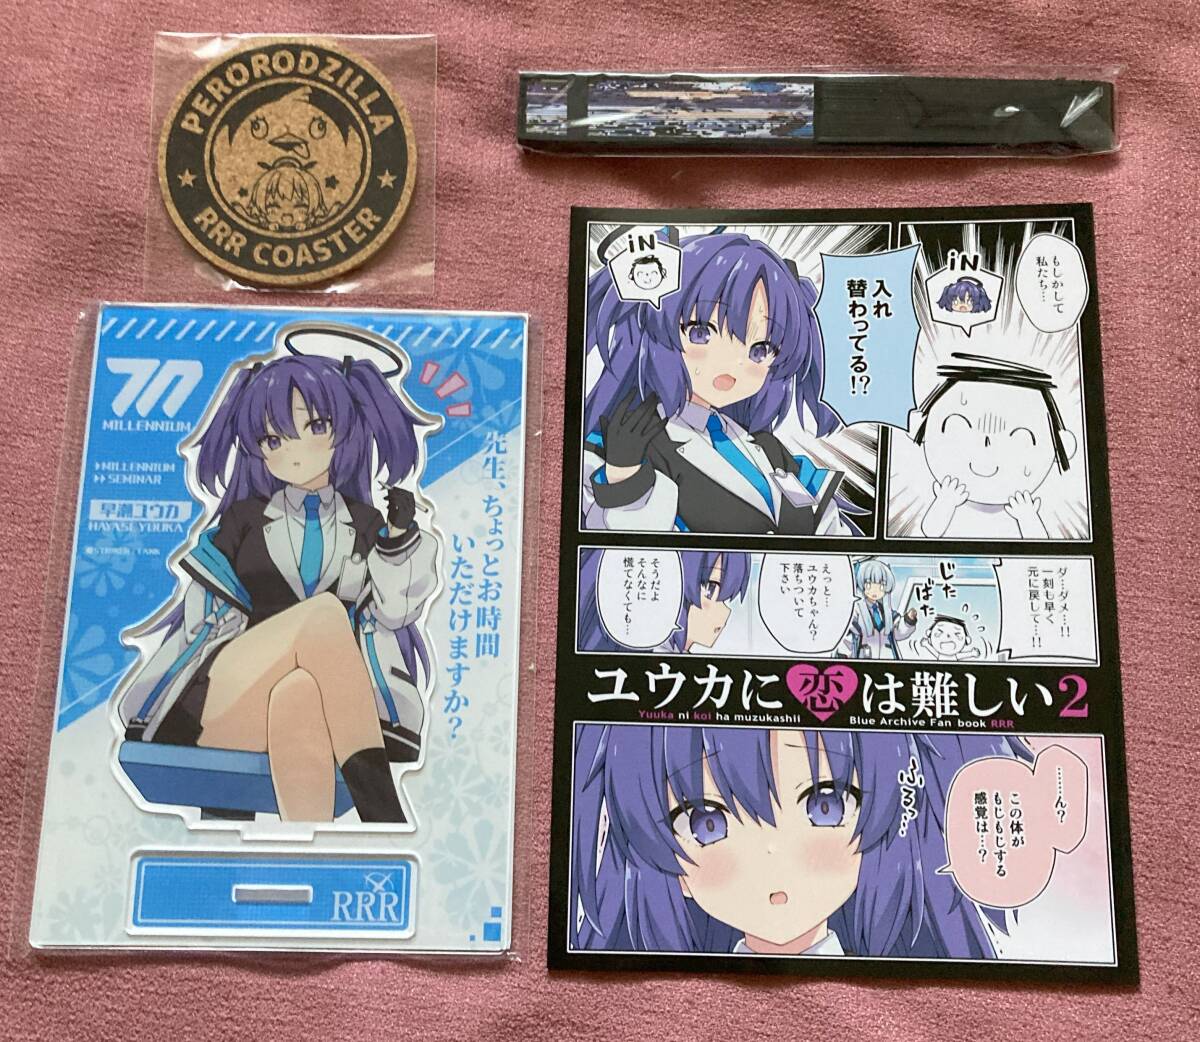 PERORODZILLA
RRR COASTER
MILLENNIUM
MILLENNIUM
SEMINAR
早瀬ユウカ
HAYASE YUUKA
先生、ちょっとお時間
いただけますか?
RRR
iN
iN
もしかして
私たち…
入れ
替わってる!?
ダ…ダメ…!!
一刻も早く
元に戻して…!!
じた
ばた
えっと…
ユウカちゃん?
落ちついて
下さい
そうだよ
そんなに
慌てなくても…
ユウカに恋は難しい2
Yuuka ni koi ha muzukashii
Blue Archive Fan book RRR
………ん?
この体が
もじもじする
感覚は…?
ぶるっ…